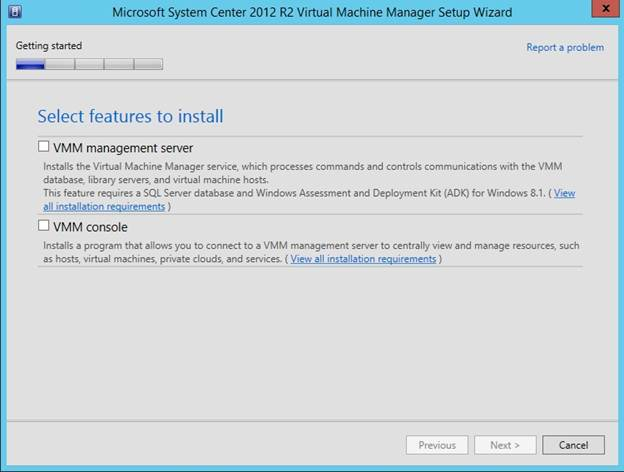 Microsoft System Center 2012 R2 Virtual Machine Manager Setup Wizard
x
Getting started
Report a problem
Select features to install
VMM management server
Installs the Virtual Machine Manager service, which processes commands and controls communications with the VMM
database, library servers, and virtual machine hosts.
This feature requires a SQL Server database and Windows Assessment and Deployment Kit (ADK) for Windows 8.1. ( View
all installation requirements )
VMM console
Installs a program that allows you to connect to a VMM management server to centrally view and manage resources, such
as hosts, virtual machines, private clouds, and services. ( View all installation requirements )
Previous
Next >
Cancel